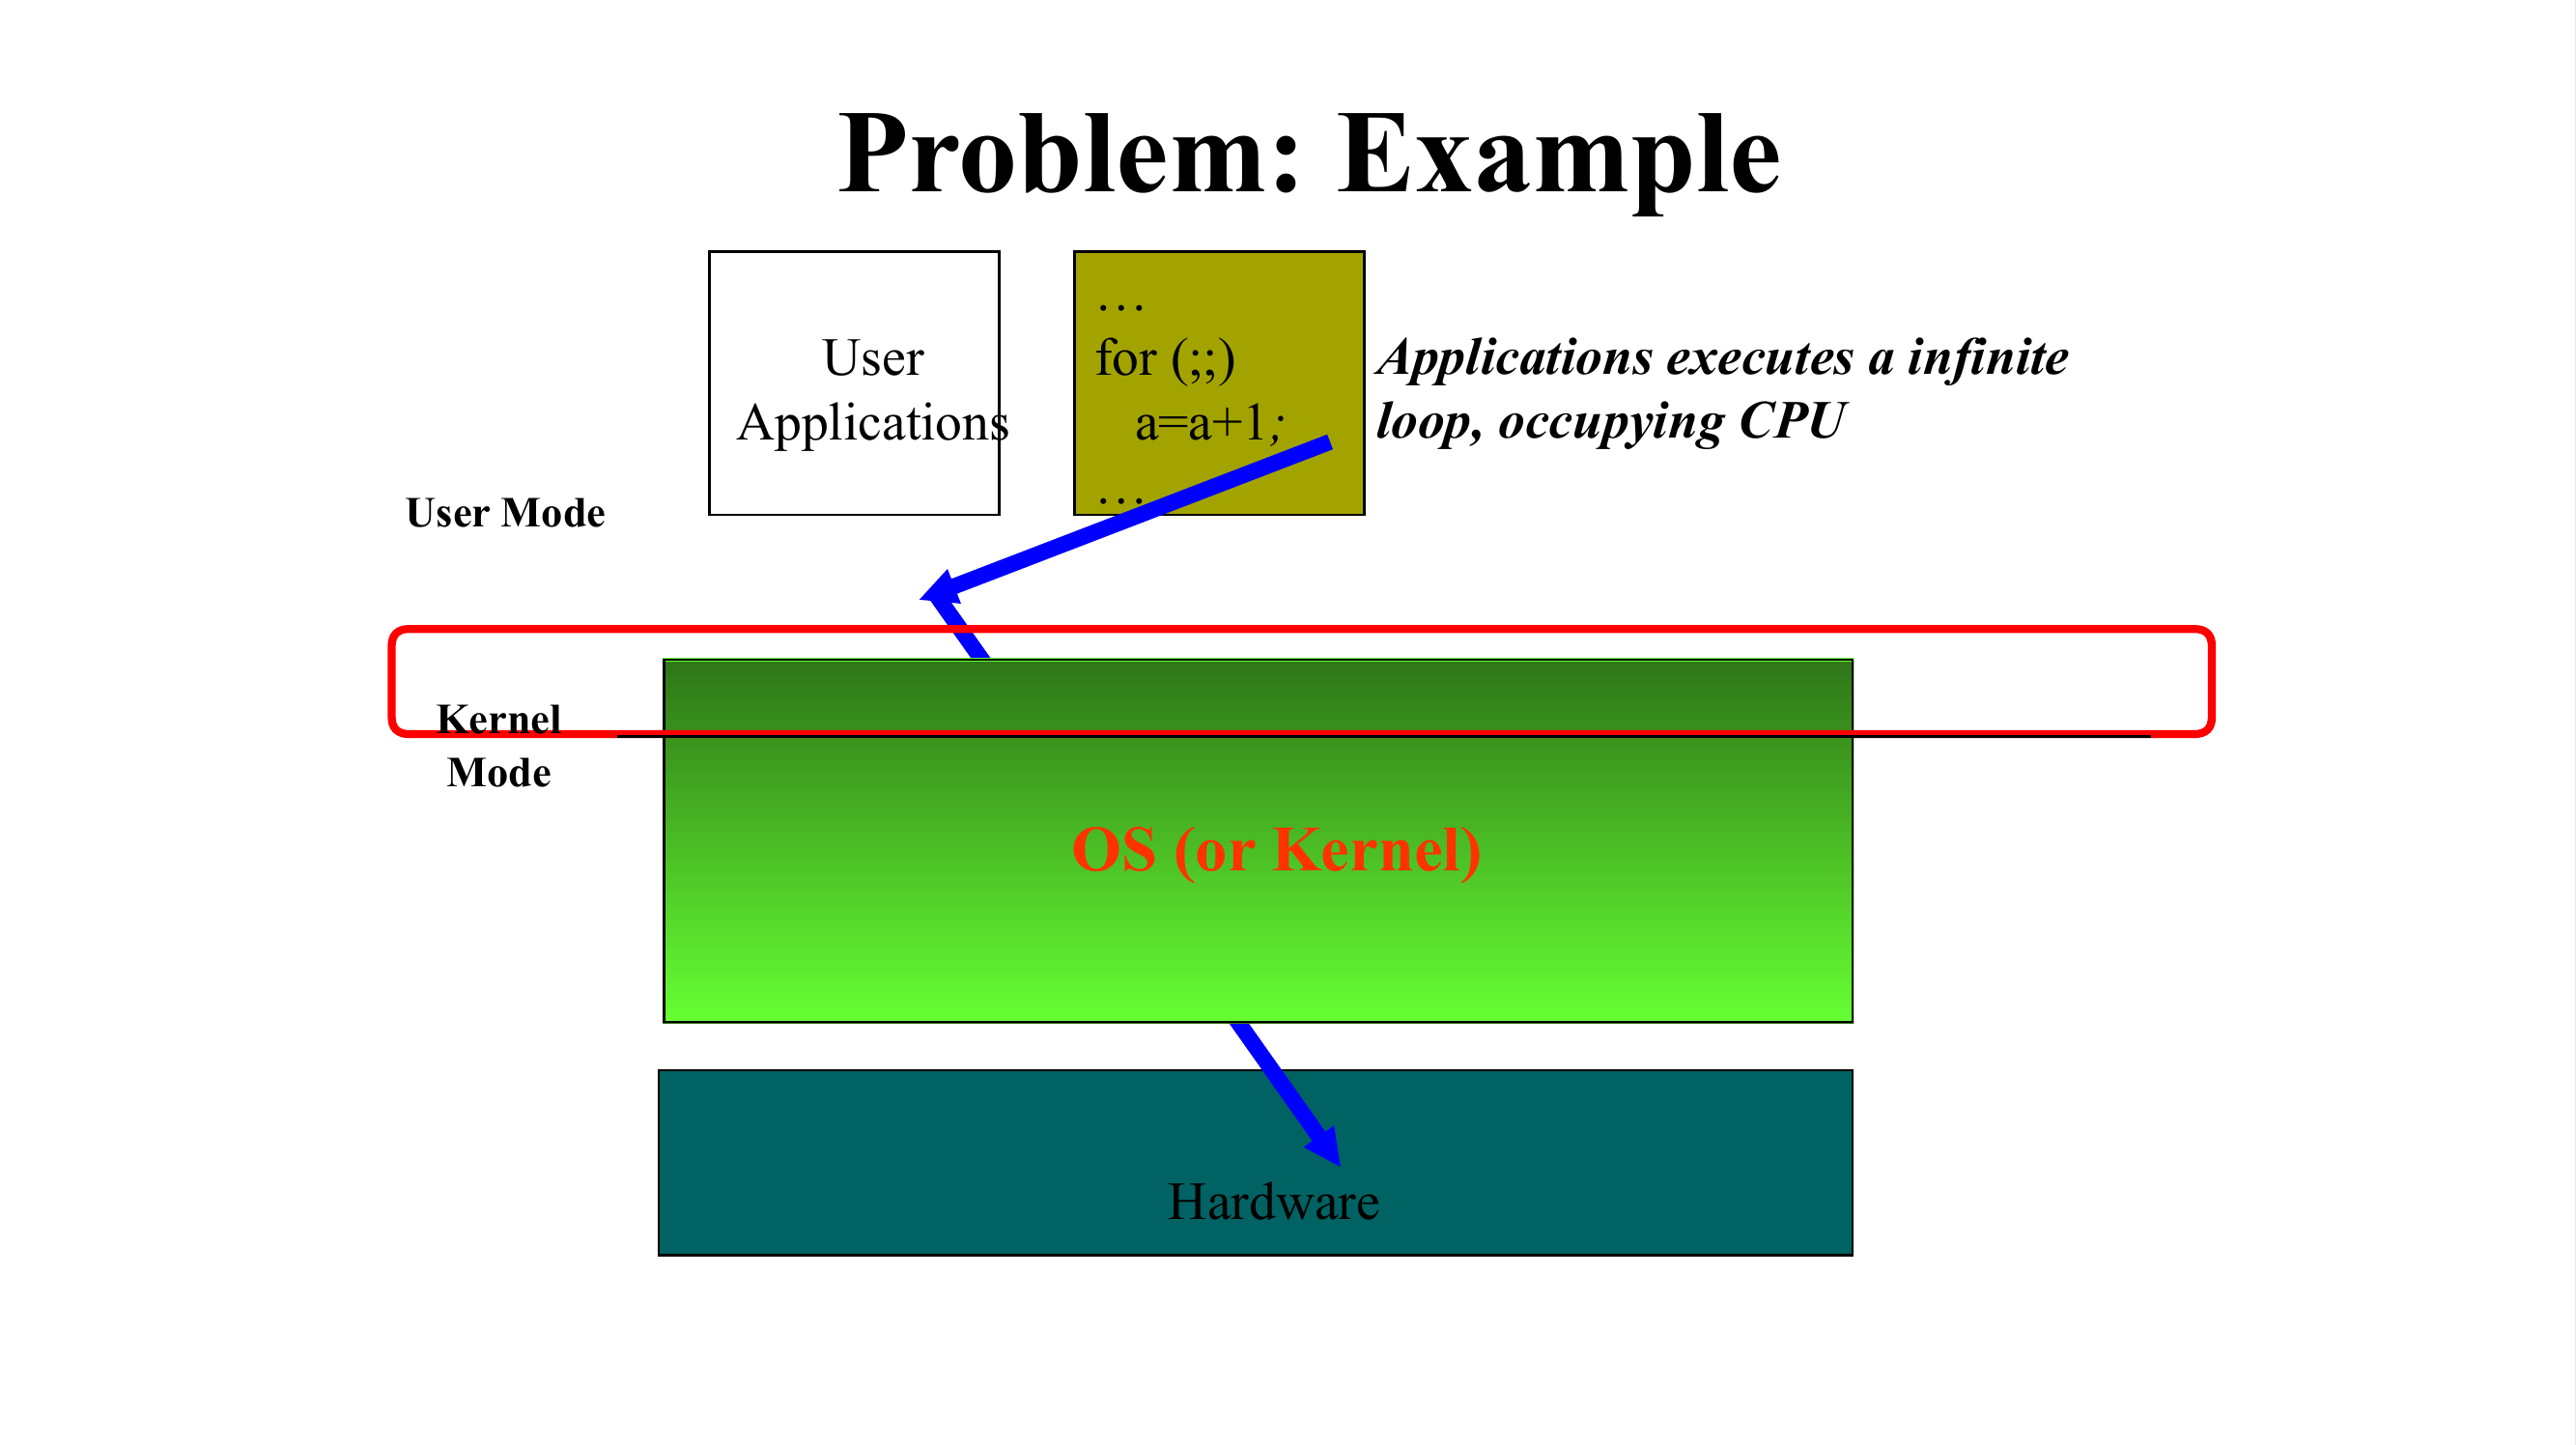 Problem: Example
User
Applications
…
for (;;)
a=a+1;
…
Applications executes a infinite
loop, occupying CPU
User Mode
Kernel
Mode
OS (or Kernel)
Hardware